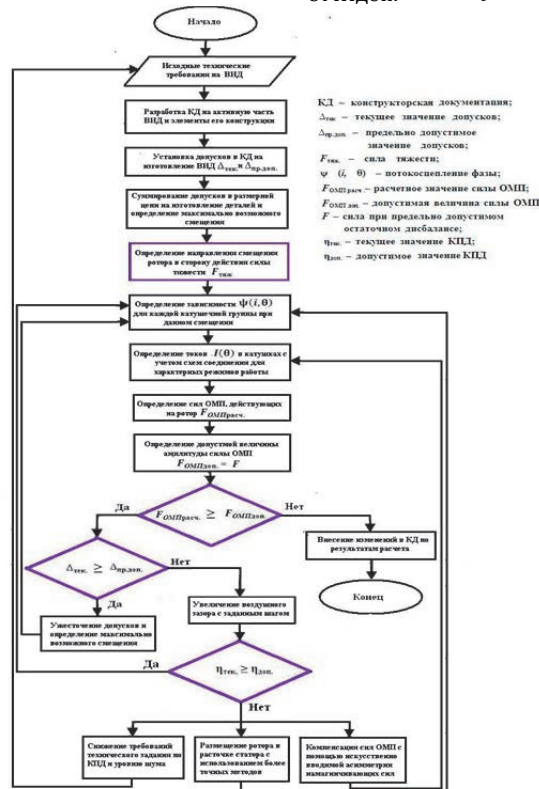 Начало
Исходные технические
требования на ВИД
Разработка КД на активную часть
ВИД и элементы его конструкции
Установка допусков в КД на
изготовление ВИД Δтек. и Δпр.доп.
Суммирование допусков в размерной
цепи на изготовление деталей и
определение максимально возможного
смещения
Определение направления смещения
ротора в сторону действия силы
тяжести Fтяж
Определение зависимости ψ(i,θ)
для каждой катушечной группы при
данном смещении
Определение токов I(θ) в катушках с
учетом схем соединения для
характерных режимов работы
Определение сил ОМП, действующих
на ротор FОМПрасч.
Определение допустмой величины
амплитуды силы ОМП
FОМПдоп. = F
Да
FОМПрасч. ≥ FОМПдоп.
Нет
Внесение изменений в КД по
результатам расчета
Конец
Δтек. ≥ Δпр.доп.
Нет
Да
Ужесточение допусков и
определение максимально
возможного смещения
Увеличение воздушного
зазора с заданным шагом
Да
ηтек. ≥ ηдоп.
Нет
Снижение требований
технического задания по
КПД и уровню шума
Размещение ротора в
расточке статора с
использованием более
точных методов
Компенсация сил ОМП с
помощью искусственно
вводимой асимметрии
намагничивающих сил
КД – конструкторская документация;
Δтек – текущее значение допусков;
Δпр.доп. – предельно допустимое
значение допусков;
Fтяж. – сила тяжести;
ψ (i, θ) – потокосцепление фазы;
FОМПрасч. – расчетное значение силы ОМП;
FОМПдоп. – допустимая величина силы ОМП
F – сила при предельно допустимом
остаточном дисбалансе;
ηтек. – текущее значение КПД;
ηдоп. – допустимое значение КПД